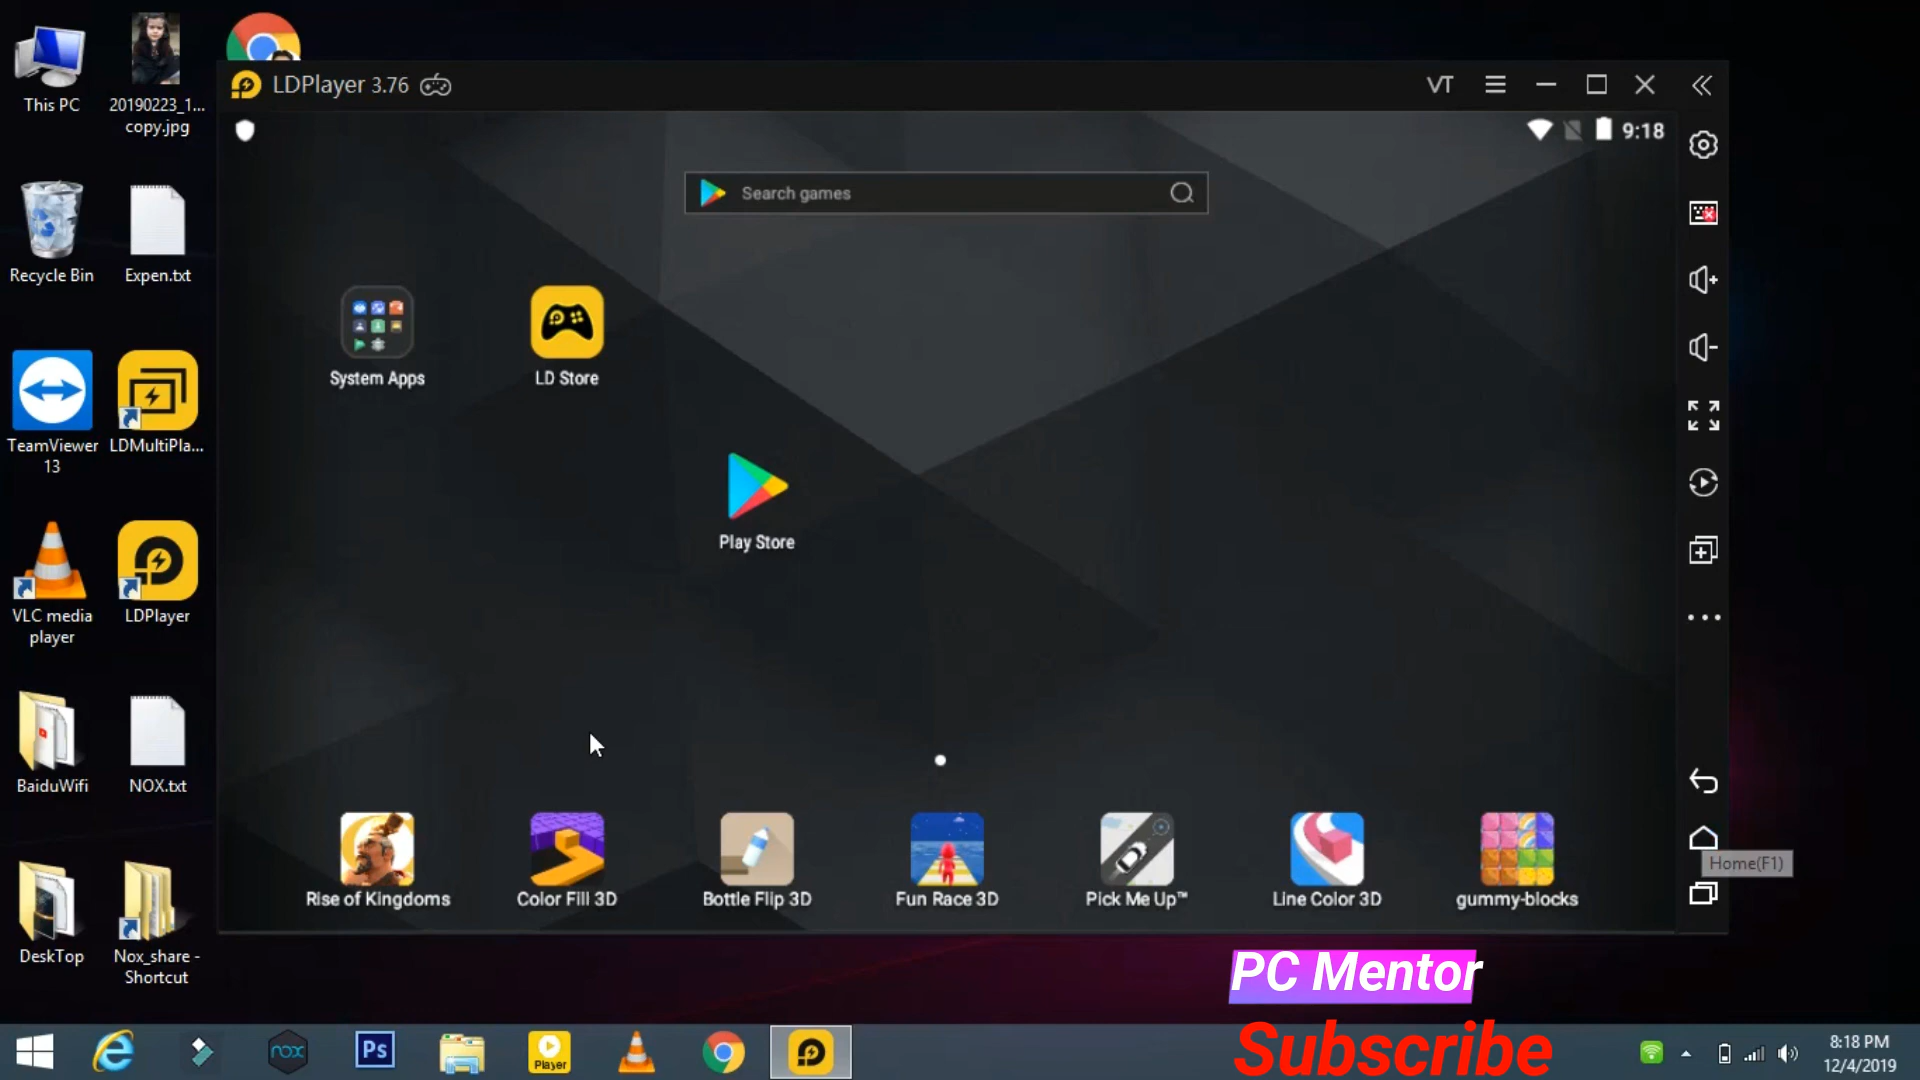 This PC
20190223_1...
copy.jpg
LDPlayer 3.76
VT
9:18
Search games
Recycle Bin
Expen.txt
System Apps
LD Store
TeamViewer
13
LDMultiPla...
Play Store
VLC media
player
LDPlayer
BaiduWifi
NOX.txt
Home(F1)
Rise of Kingdoms
Color Fill 3D
Bottle Flip 3D
Fun Race 3D
Pick Me Up™
Line Color 3D
gummy-blocks
DeskTop
Nox_share -
Shortcut
PC Mentor
Subscribe
nox
Ps
Player
8:18 PM
12/4/2019